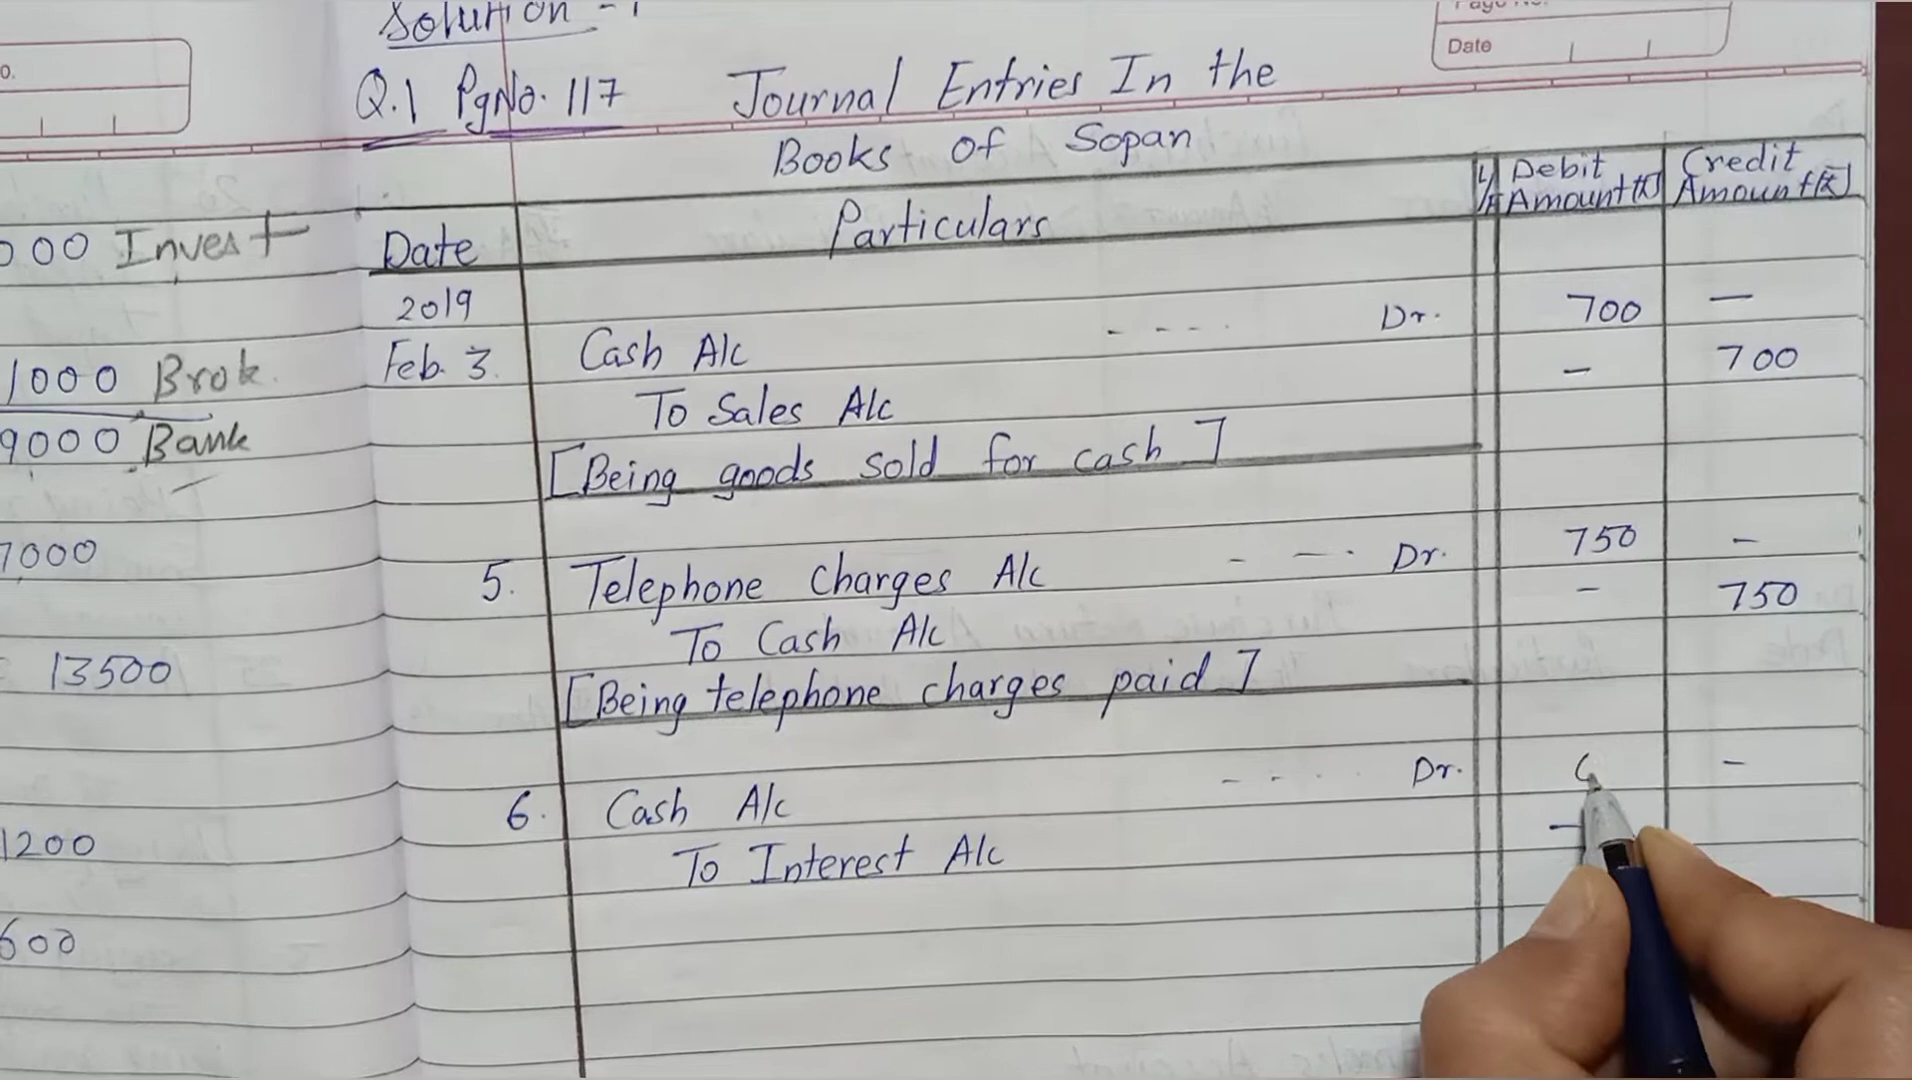 Solution - 1
Page No.
Date
Q.1 PgNo. 117 Journal Entries In the
Books of Sopan
Date Particulars L/F Debit Amount(₹) Credit Amount(₹)
2019
Feb. 3. Cash A/c - - - - Dr. 700 —
To Sales A/c - 700
[Being goods sold for cash]
5. Telephone charges A/c - - - Dr. 750 -
To Cash A/c - 750
[Being telephone charges paid]
6. Cash A/c - - - - Dr. -
To Interest A/c -
o.
000 Invest
1000 Brok.
9000 Bank
7000
13500
1200
600